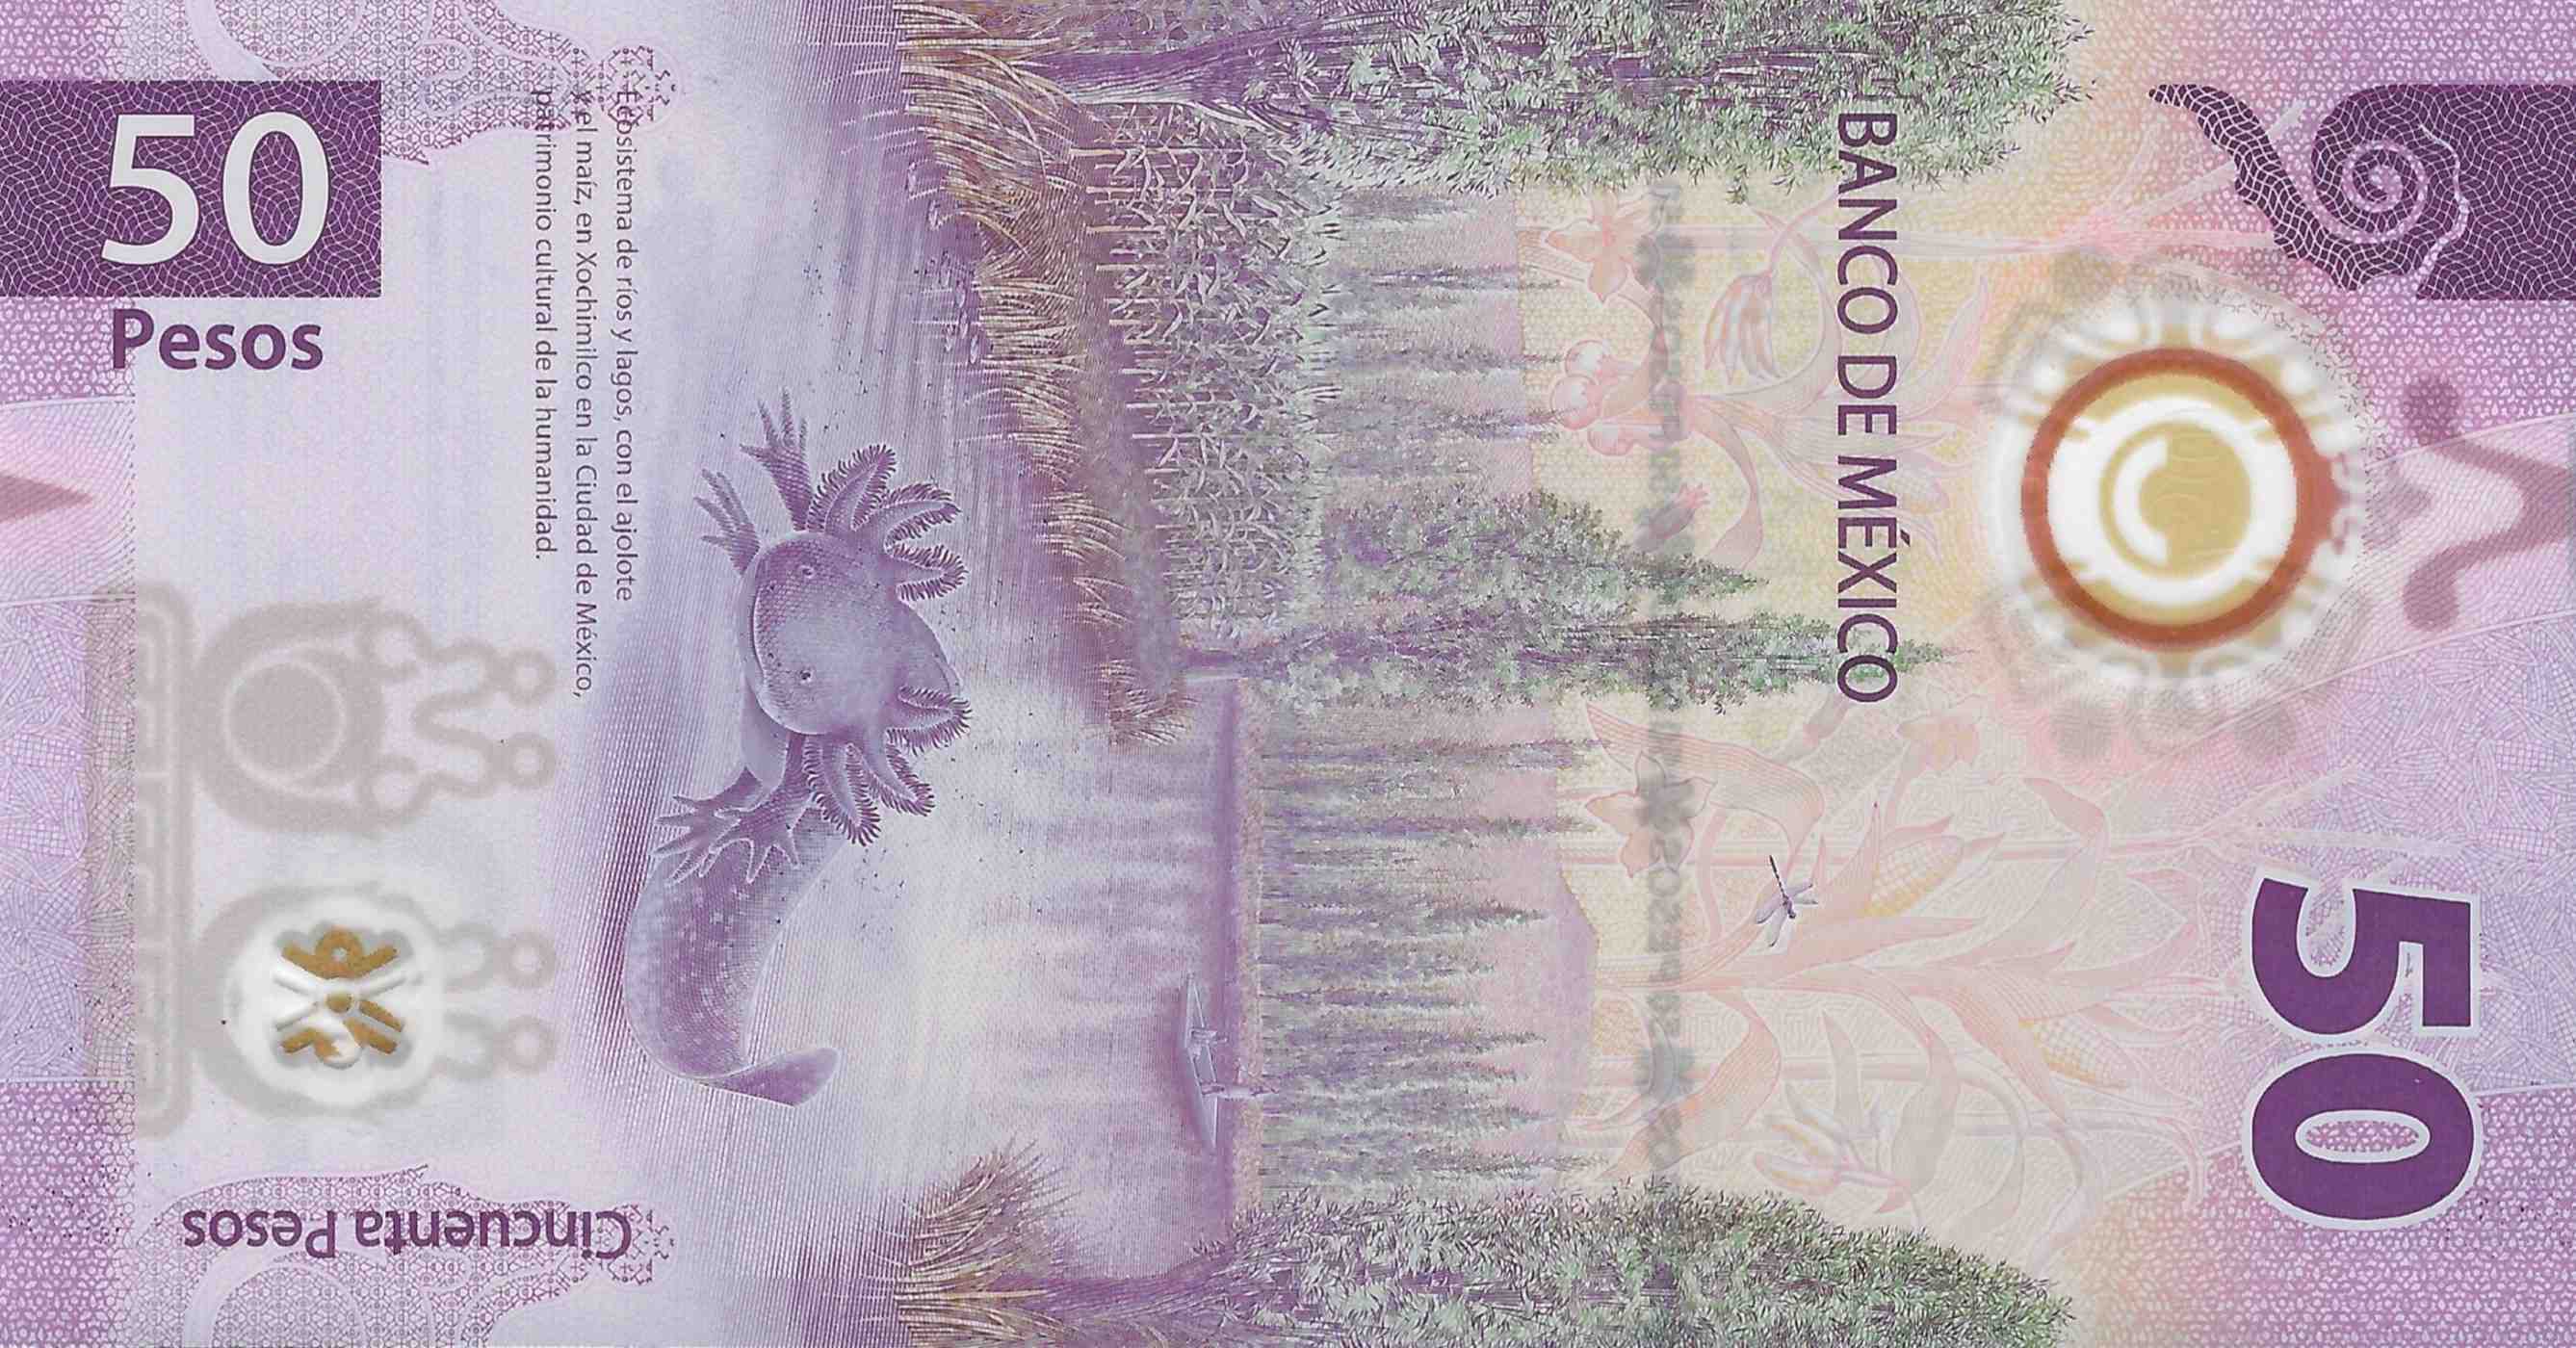 50
Pesos
Ecosistema de ríos y lagos, con el ajolote
y el maíz, en Xochimilco en la Ciudad de México,
patrimonio cultural de la humanidad.
BANCO DE MÉXICO
50
Cincuenta Pesos